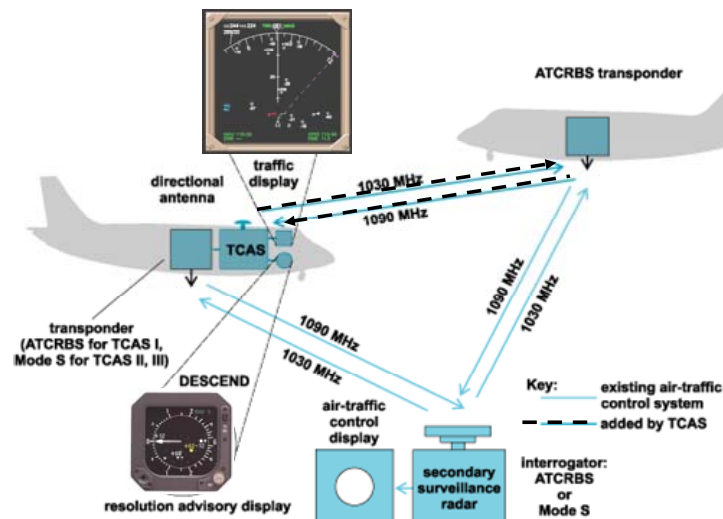 ATCRBS transponder
traffic
display
directional
antenna
1030 MHz
1090 MHz
TCAS
1090 MHz
1030 MHz
transponder
(ATCRBS for TCAS I,
Mode S for TCAS II, III)
1090 MHz
1030 MHz
DESCEND
air-traffic
control
display
Key:
existing air-traffic
control system
added by TCAS
secondary
surveillance
radar
interrogator:
ATCRBS
or
Mode S
resolution advisory display